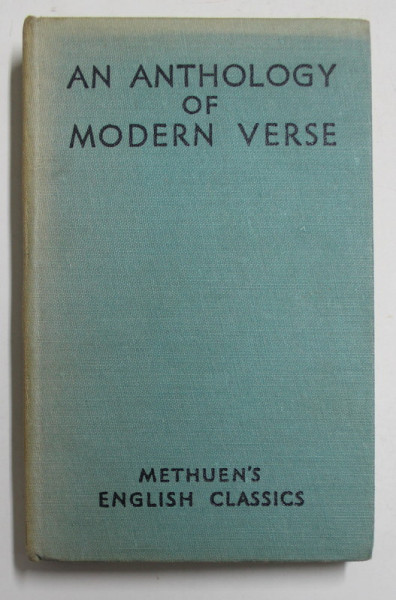 AN ANTHOLOGY
OF
MODERN VERSE
METHUEN'S
ENGLISH CLASSICS